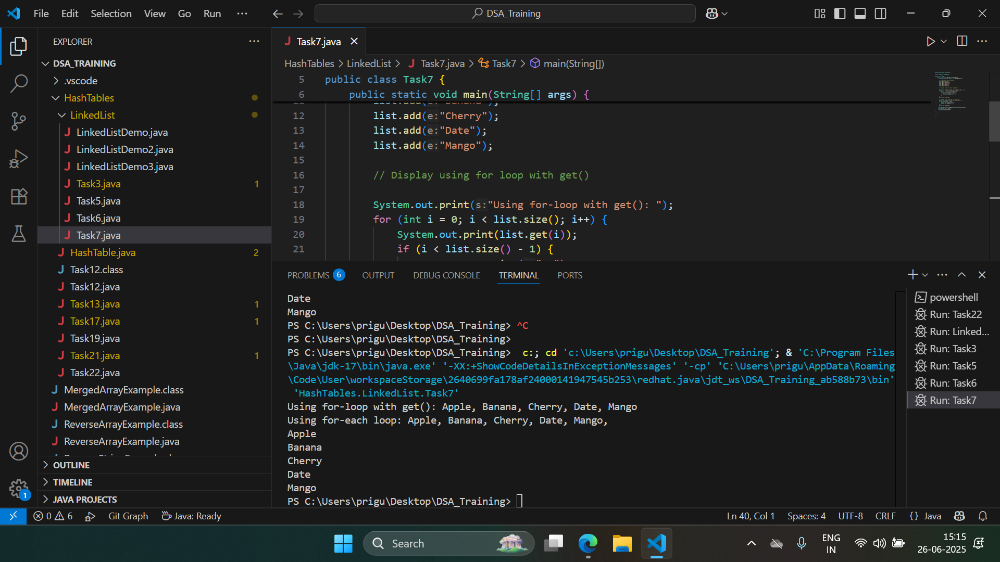 File Edit Selection View Go Run ···
DSA_Training
EXPLORER
DSA_TRAINING
.vscode
HashTables
LinkedList
LinkedListDemo.java
LinkedListDemo2.java
LinkedListDemo3.java
Task3.java 1
Task5.java
Task6.java
Task7.java
HashTable.java 2
Task12.class
Task12.java
Task13.java 1
Task17.java 1
Task19.java
Task21.java 1
Task22.java
MergedArrayExample.class
MergedArrayExample.java
ReverseArrayExample.class
ReverseArrayExample.java
OUTLINE
TIMELINE
JAVA PROJECTS
1
Task7.java
HashTables > LinkedList > Task7.java > Task7 > main(String[])
5 public class Task7 {
6 public static void main(String[] args) {
12 list.add(e:"Cherry");
13 list.add(e:"Date");
14 list.add(e:"Mango");
15
16 // Display using for loop with get()
17
18 System.out.print(s:"Using for-loop with get(): ");
19 for (int i = 0; i < list.size(); i++) {
20 System.out.print(list.get(i));
21 if (i < list.size() - 1) {
PROBLEMS 6 OUTPUT DEBUG CONSOLE TERMINAL PORTS
Date
Mango
PS C:\Users\prigu\Desktop\DSA_Training> ^C
PS C:\Users\prigu\Desktop\DSA_Training>
PS C:\Users\prigu\Desktop\DSA_Training> c:; cd 'c:\Users\prigu\Desktop\DSA_Training'; & 'C:\Program Files
\Java\jdk-17\bin\java.exe' '-XX:+ShowCodeDetailsInExceptionMessages' '-cp' 'C:\Users\prigu\AppData\Roaming
\Code\User\workspaceStorage\2640699fa178af24000141947545b253\redhat.java\jdt_ws\DSA_Training_ab588b73\bin'
'HashTables.LinkedList.Task7'
Using for-loop with get(): Apple, Banana, Cherry, Date, Mango
Using for-each loop: Apple, Banana, Cherry, Date, Mango,
Apple
Banana
Cherry
Date
Mango
PS C:\Users\prigu\Desktop\DSA_Training>
powershell
Run: Task22
Run: Linked...
Run: Task3
Run: Task5
Run: Task6
Run: Task7
0 6 Git Graph Java: Ready
Ln 40, Col 1 Spaces: 4 UTF-8 CRLF {} Java
Search
ENG
IN
15:15
26-06-2025